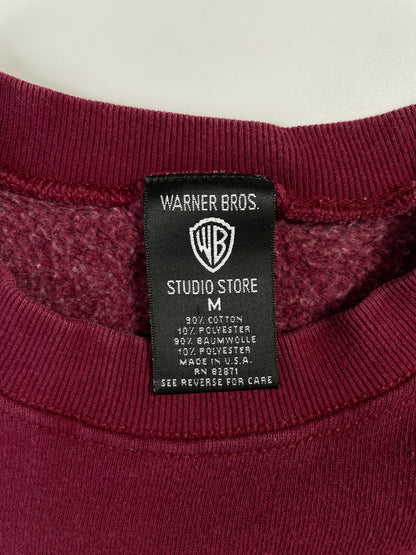 WARNER BROS.
WB
STUDIO STORE
M
90% COTTON
10% POLYESTER
90% BAUMWOLLE
10% POLYESTER
MADE IN U.S.A.
RN 82871
SEE REVERSE FOR CARE